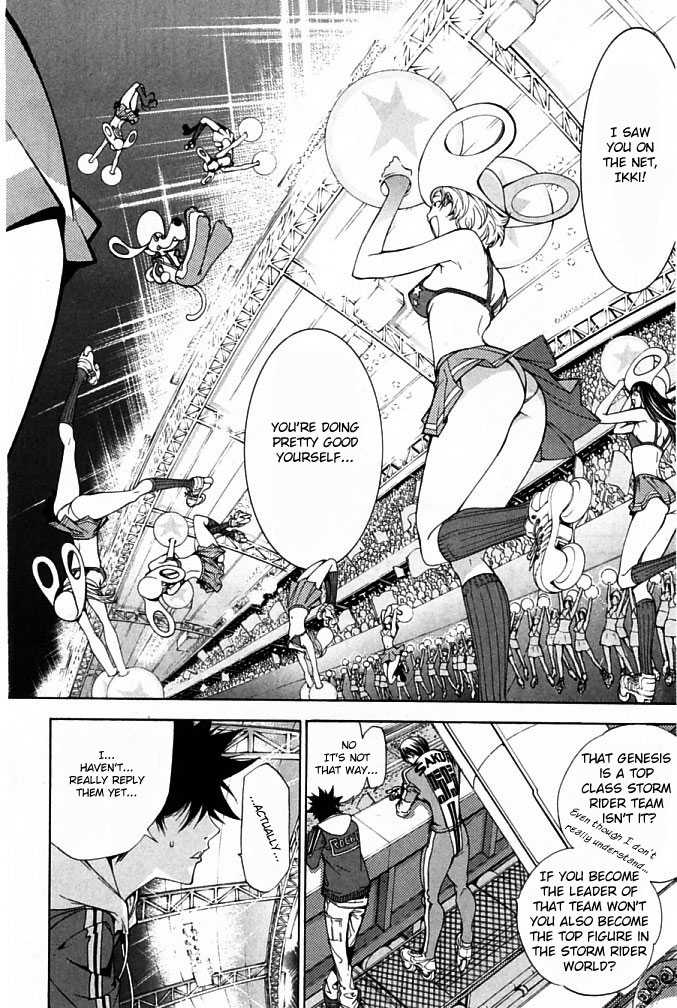 I SAW
YOU ON
THE NET,
IKKI!
YOU'RE DOING
PRETTY GOOD
YOURSELF...
THAT GENESIS
IS A TOP
CLASS STORM
RIDER TEAM
ISN'T IT?
Even though I don't
really understand...
IF YOU BECOME
THE LEADER OF
THAT TEAM WON'T
YOU ALSO BECOME
THE TOP FIGURE IN
THE STORM RIDER
WORLD?
NO
IT'S NOT
THAT WAY...
...ACTUALLY...
I...
HAVEN'T...
REALLY REPLY
THEM YET...